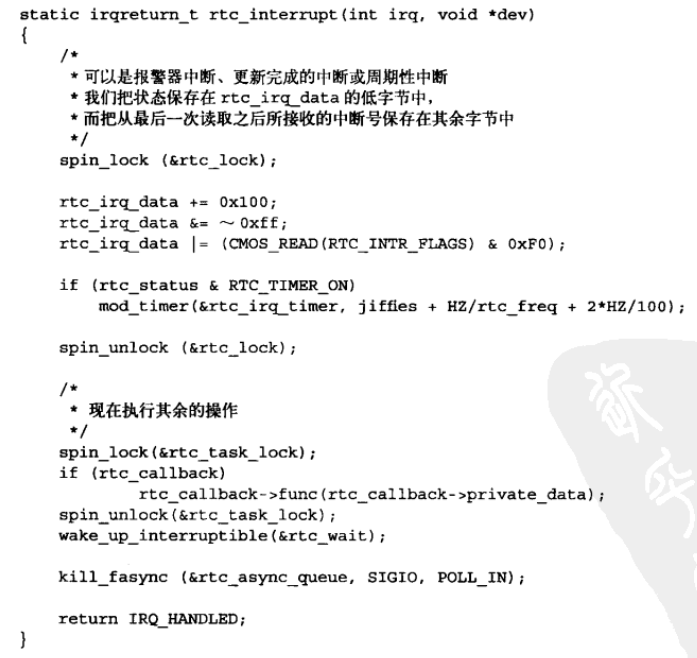 static irqreturn_t rtc_interrupt(int irq, void *dev)
{
    /*
     * 可以是报警器中断、更新完成的中断或周期性中断
     * 我们把状态保存在 rtc_irq_data 的低字节中，
     * 而把从最后一次读取之后所接收的中断号保存在其余字节中
     */
    spin_lock (&rtc_lock);

    rtc_irq_data += 0x100;
    rtc_irq_data &= ~ 0xff;
    rtc_irq_data |= (CMOS_READ(RTC_INTR_FLAGS) & 0xF0);

    if (rtc_status & RTC_TIMER_ON)
        mod_timer(&rtc_irq_timer, jiffies + HZ/rtc_freq + 2*HZ/100);

    spin_unlock (&rtc_lock);

    /*
     * 现在执行其余的操作
     */
    spin_lock(&rtc_task_lock);
    if (rtc_callback)
            rtc_callback->func(rtc_callback->private_data);
    spin_unlock(&rtc_task_lock);
    wake_up_interruptible(&rtc_wait);

    kill_fasync (&rtc_async_queue, SIGIO, POLL_IN);

    return IRQ_HANDLED;
}